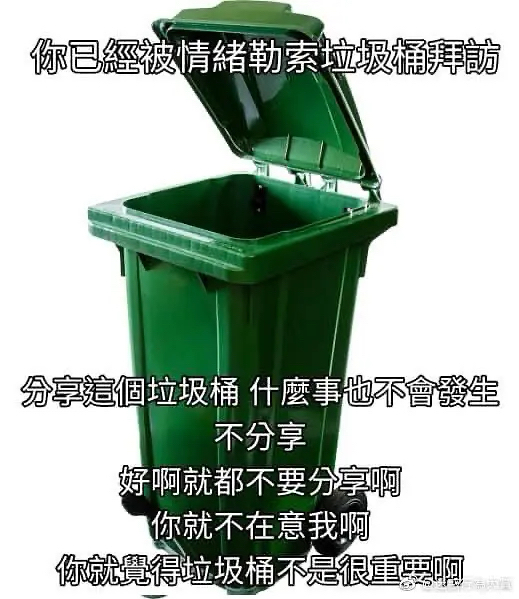 你已經被情緒勒索垃圾桶拜訪
分享這個垃圾桶 什麼事也不會發生
不分享
好啊就都不要分享啊
你就不在意我啊
你就覺得垃圾桶不是很重要啊